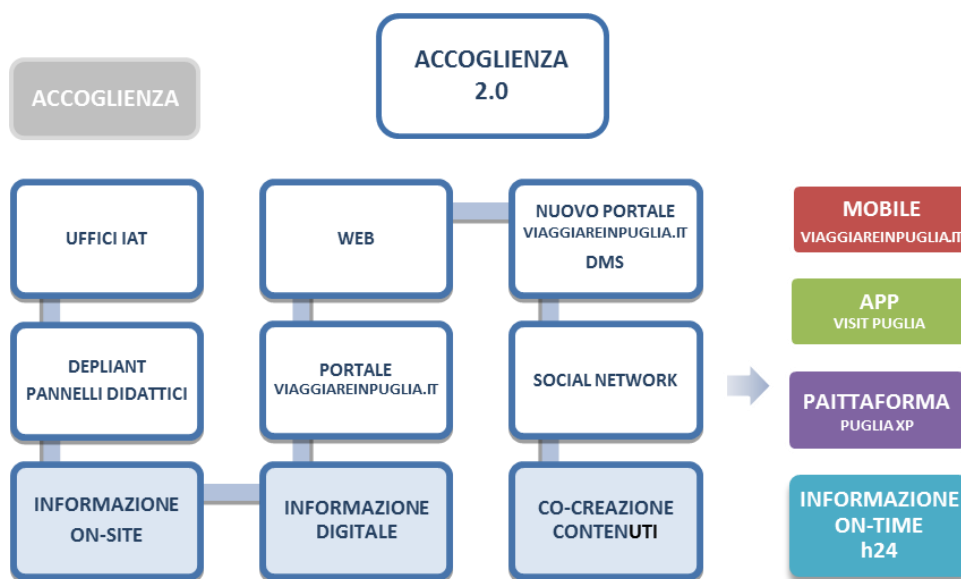 ACCOGLIENZA
ACCOGLIENZA
2.0
UFFICI IAT
DEPLIANT
PANNELLI DIDATTICI
INFORMAZIONE
ON-SITE
WEB
PORTALE
VIAGGIAREINPUGLIA.IT
INFORMAZIONE
DIGITALE
NUOVO PORTALE
VIAGGIAREINPUGLIA.IT
DMS
SOCIAL NETWORK
CO-CREAZIONE
CONTENUTI
MOBILE
VIAGGIAREINPUGLIA.IT
APP
VISIT PUGLIA
PAITTAFORMA
PUGLIA XP
INFORMAZIONE
ON-TIME
h24